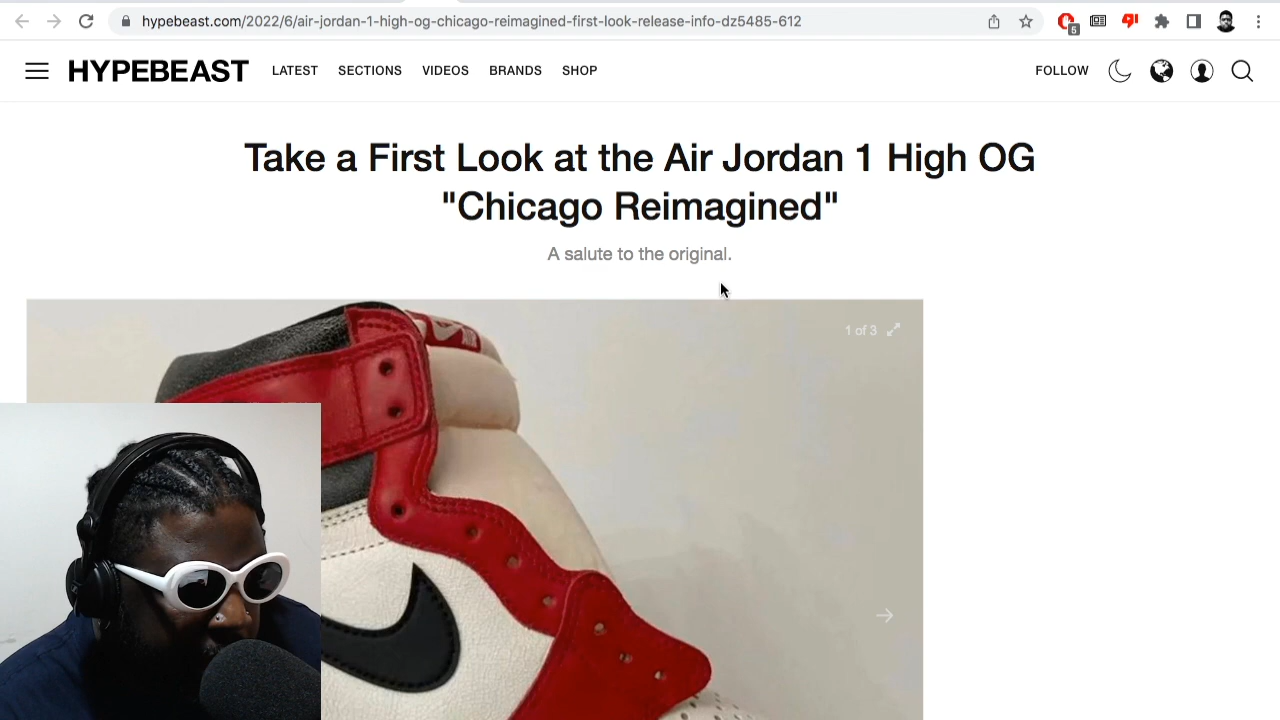 hypebeast.com/2022/6/air-jordan-1-high-og-chicago-reimagined-first-look-release-info-dz5485-612
5
HYPEBEAST LATEST SECTIONS VIDEOS BRANDS SHOP FOLLOW
Take a First Look at the Air Jordan 1 High OG
"Chicago Reimagined"
A salute to the original.
1 of 3